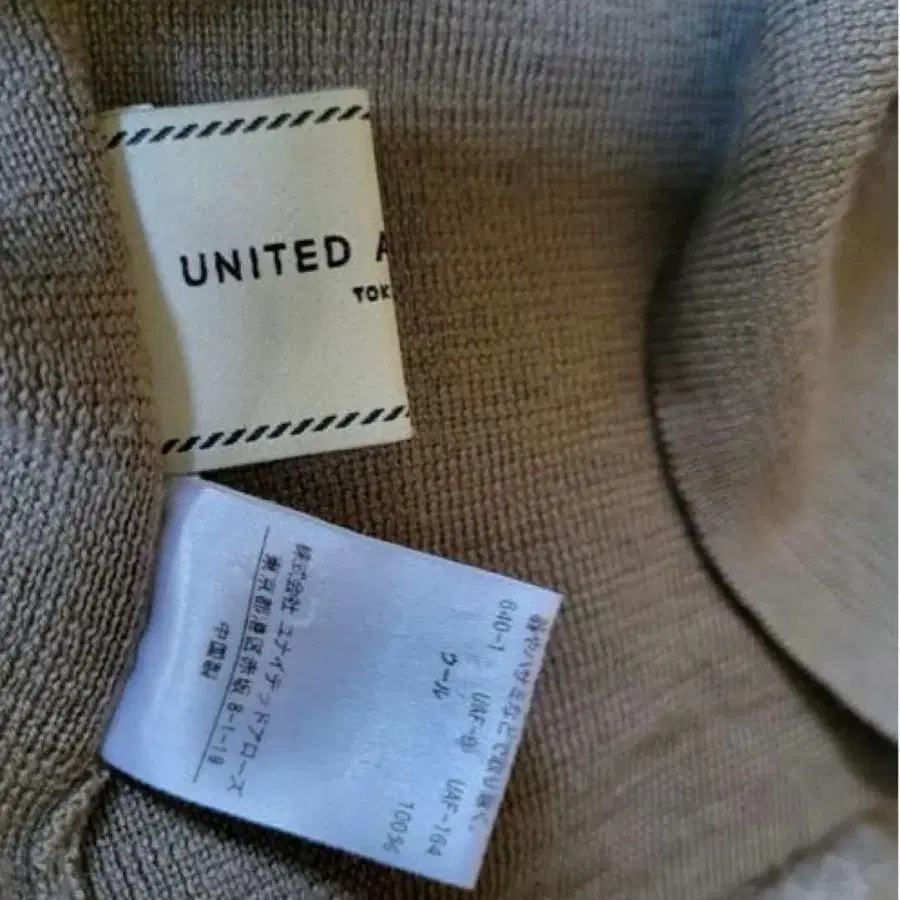 UNITED A
TOK
640-1 UAF- UAF-164
ウール 100%
株式会社 ユナイテッドアローズ
東京都港区赤坂 8-1-19
中国製